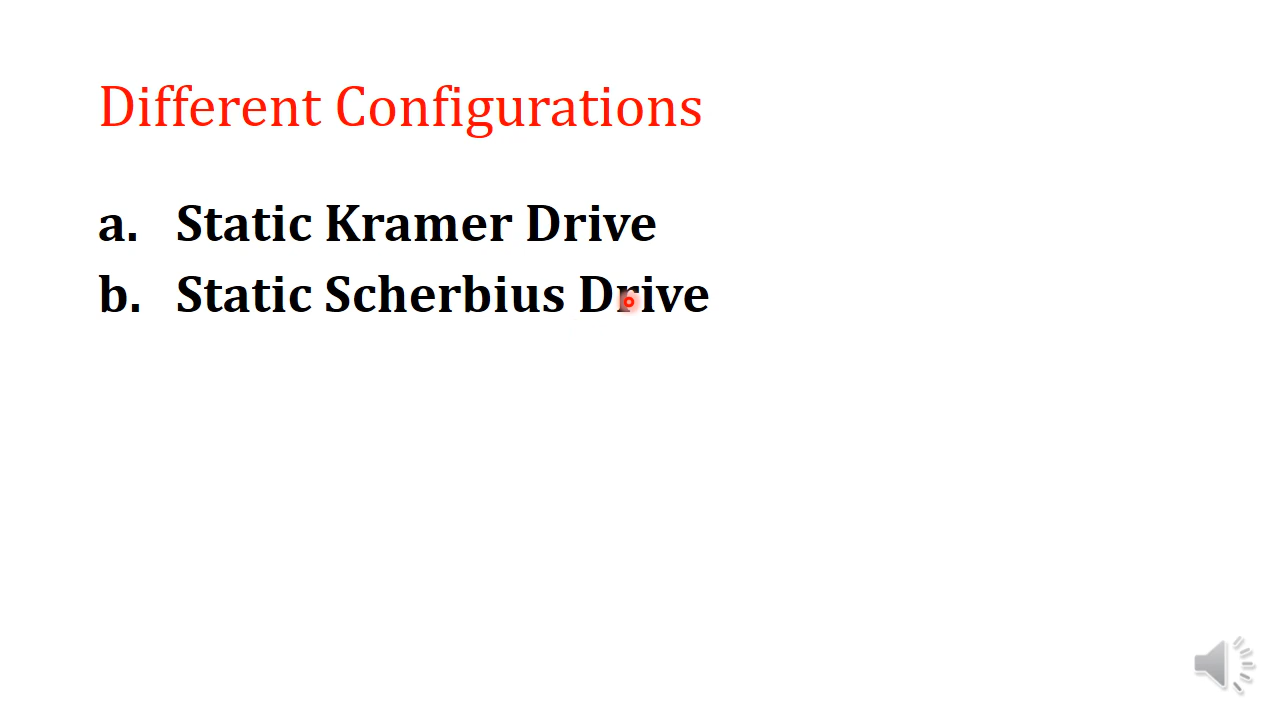 Different Configurations
a. Static Kramer Drive
b. Static Scherbius Drive